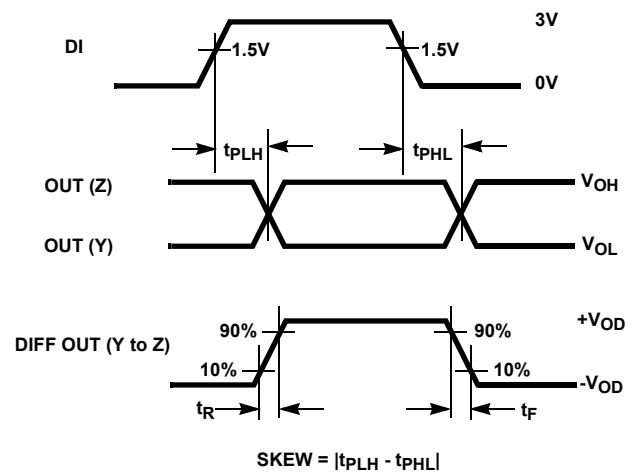 3V
DI
1.5V
1.5V
0V
tPLH
tPHL
OUT (Z)
VOH
OUT (Y)
VOL
+VOD
90%
90%
DIFF OUT (Y to Z)
10%
10%
-VOD
tR
tF
SKEW = |tPLH - tPHL|